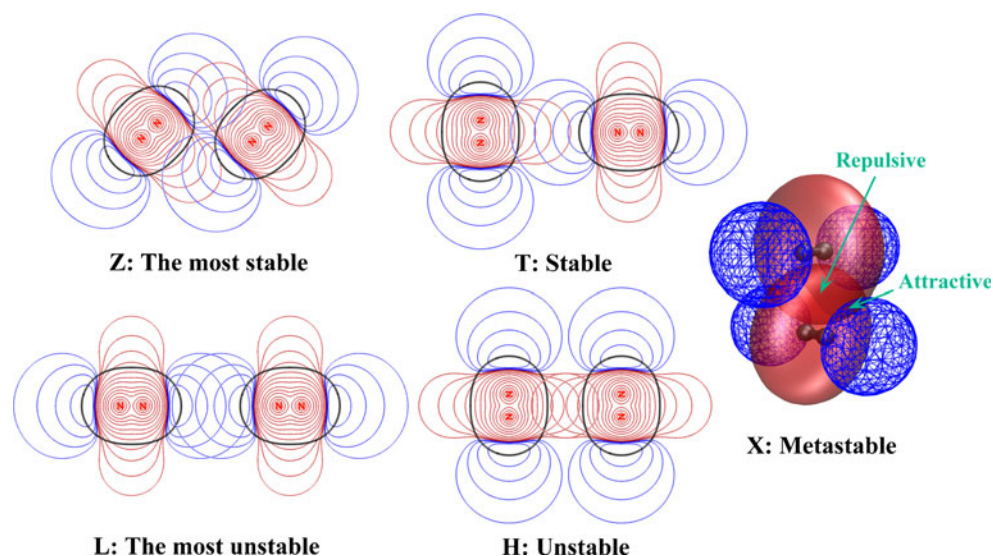 N
N
N
N
Z: The most stable
N
N
N
N
T: Stable
Repulsive
Attractive
X: Metastable
N
N
N
N
L: The most unstable
N
N
N
N
H: Unstable